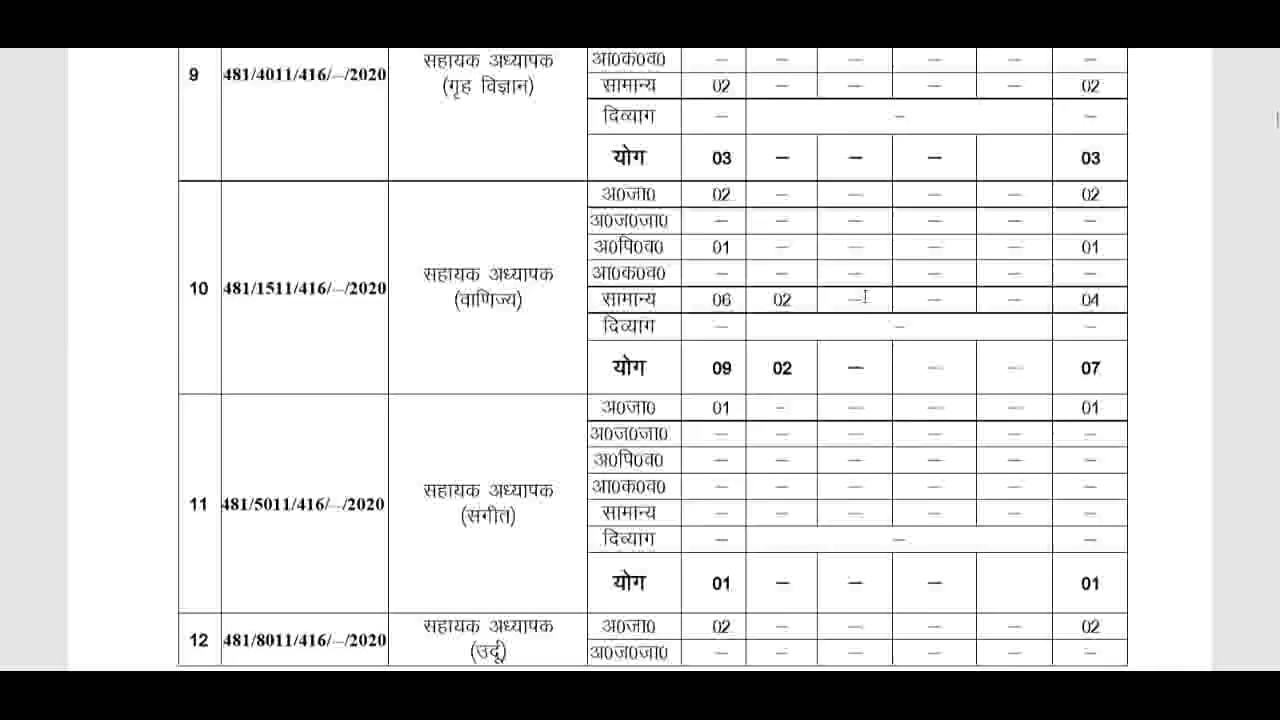 आ0क0व0 – – – – – –
9 481/4011/416/---/2020 सहायक अध्यापक
(गृह विज्ञान) सामान्य 02 – – – – 02
दिव्याग – – –
योग 03 – – – 03
अ0जा0 02 – – – – 02
अ0ज0जा0 – – – – – –
अ0पि0व0 01 – – – – 01
आ0क0व0 – – – – – –
10 481/1511/416/---/2020 सहायक अध्यापक
(वाणिज्य) सामान्य 06 02 – – – 04
दिव्याग – – –
योग 09 02 – – – 07
अ0जा0 01 – – – – 01
अ0ज0जा0 – – – – – –
अ0पि0व0 – – – – – –
आ0क0व0 – – – – – –
11 481/5011/416/---/2020 सहायक अध्यापक
(संगीत) सामान्य – – – – – –
दिव्याग – – –
योग 01 – – – 01
12 481/8011/416/---/2020 सहायक अध्यापक
(उर्दू) अ0जा0 02 – – – – 02
अ0ज0जा0 – – – – – –